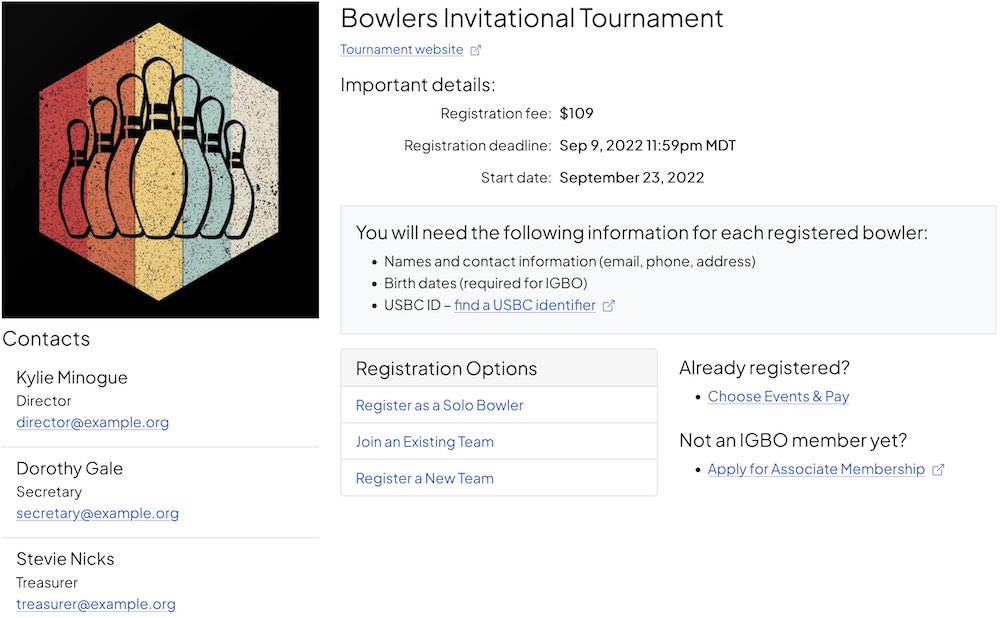 Bowlers Invitational Tournament
Tournament website
Important details:
Registration fee: $109
Registration deadline: Sep 9, 2022 11:59pm MDT
Start date: September 23, 2022
You will need the following information for each registered bowler:
• Names and contact information (email, phone, address)
• Birth dates (required for IGBO)
• USBC ID – find a USBC identifier
Contacts
Kylie Minogue
Director
director@example.org
Dorothy Gale
Secretary
secretary@example.org
Stevie Nicks
Treasurer
treasurer@example.org
Registration Options
Register as a Solo Bowler
Join an Existing Team
Register a New Team
Already registered?
• Choose Events & Pay
Not an IGBO member yet?
• Apply for Associate Membership